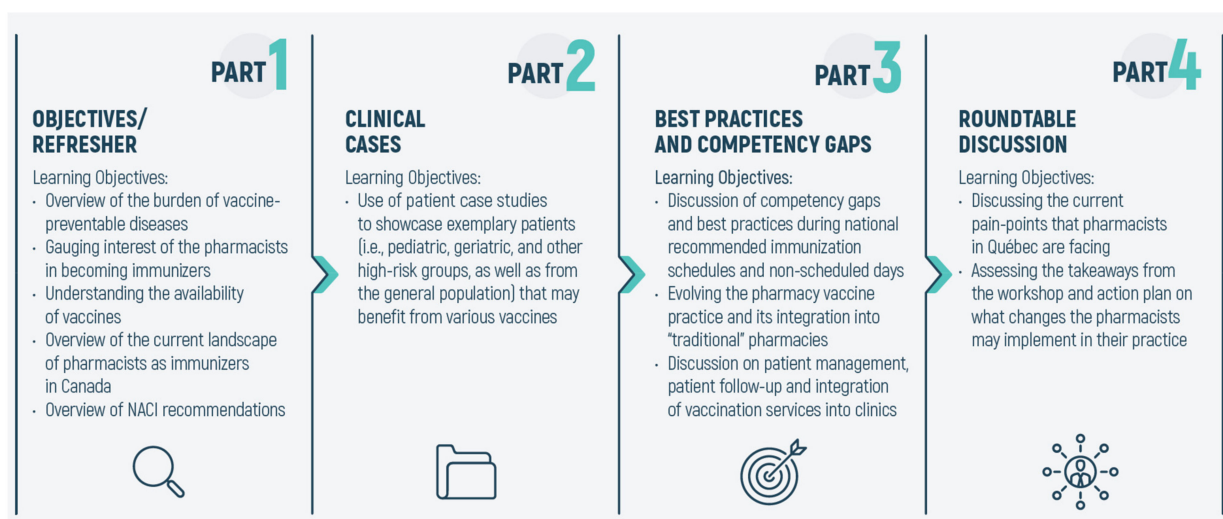 PART 1
OBJECTIVES/
REFRESHER
Learning Objectives:
· Overview of the burden of vaccine-
preventable diseases
· Gauging interest of the pharmacists
in becoming immunizers
· Understanding the availability
of vaccines
· Overview of the current landscape
of pharmacists as immunizers
in Canada
· Overview of NACI recommendations
PART 2
CLINICAL
CASES
Learning Objectives:
· Use of patient case studies
to showcase exemplary patients
(i.e., pediatric, geriatric, and other
high-risk groups, as well as from
the general population) that may
benefit from various vaccines
PART 3
BEST PRACTICES
AND COMPETENCY GAPS
Learning Objectives:
· Discussion of competency gaps
and best practices during national
recommended immunization
schedules and non-scheduled days
· Evolving the pharmacy vaccine
practice and its integration into
“traditional” pharmacies
· Discussion on patient management,
patient follow-up and integration
of vaccination services into clinics
PART 4
ROUNDTABLE
DISCUSSION
Learning Objectives:
· Discussing the current
pain-points that pharmacists
in Québec are facing
· Assessing the takeaways from
the workshop and action plan on
what changes the pharmacists
may implement in their practice